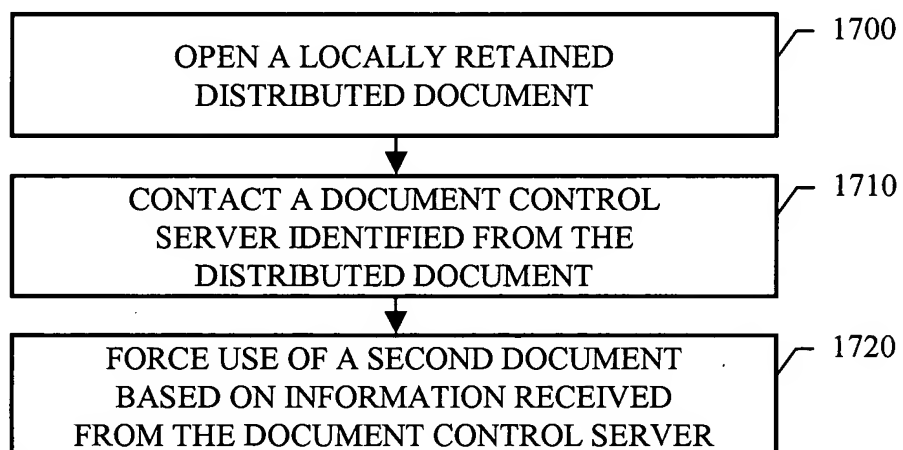 1700
OPEN A LOCALLY RETAINED
DISTRIBUTED DOCUMENT
1710
CONTACT A DOCUMENT CONTROL
SERVER IDENTIFIED FROM THE
DISTRIBUTED DOCUMENT
1720
FORCE USE OF A SECOND DOCUMENT
BASED ON INFORMATION RECEIVED
FROM THE DOCUMENT CONTROL SERVER